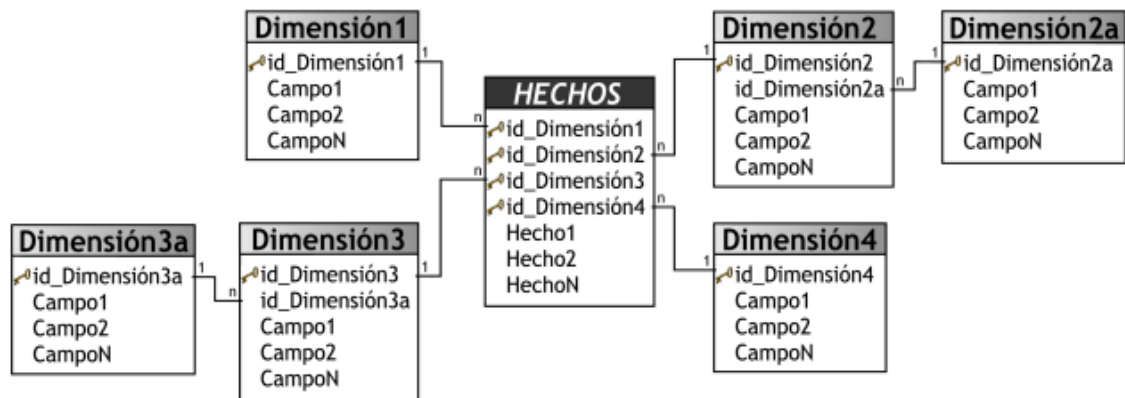 Dimensión1
id_Dimensión1
Campo1
Campo2
CampoN
HECHOS
id_Dimensión1
id_Dimensión2
id_Dimensión3
id_Dimensión4
Hecho1
Hecho2
HechoN
Dimensión2
id_Dimensión2
id_Dimensión2a
Campo1
Campo2
CampoN
Dimensión2a
id_Dimensión2a
Campo1
Campo2
CampoN
Dimensión3a
id_Dimensión3a
Campo1
Campo2
CampoN
Dimensión3
id_Dimensión3
id_Dimensión3a
Campo1
Campo2
CampoN
Dimensión4
id_Dimensión4
Campo1
Campo2
CampoN
1
n
1
n
1
n
1
n
1
n
1
n